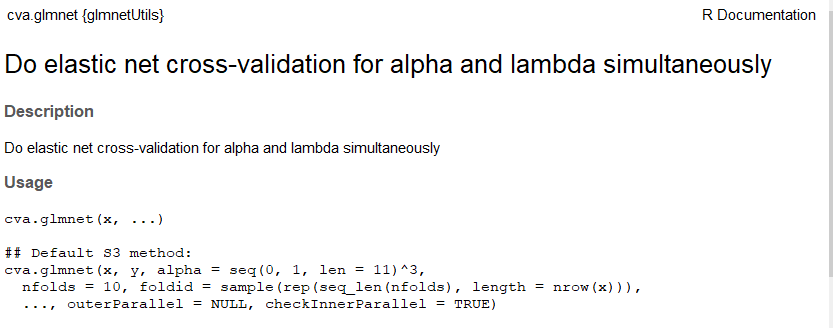 cva.glmnet {glmnetUtils} R Documentation
Do elastic net cross-validation for alpha and lambda simultaneously
Description
Do elastic net cross-validation for alpha and lambda simultaneously
Usage
cva.glmnet(x, ...)
## Default S3 method:
cva.glmnet(x, y, alpha = seq(0, 1, len = 11)^3,
  nfolds = 10, foldid = sample(rep(seq_len(nfolds), length = nrow(x))),
  ..., outerParallel = NULL, checkInnerParallel = TRUE)